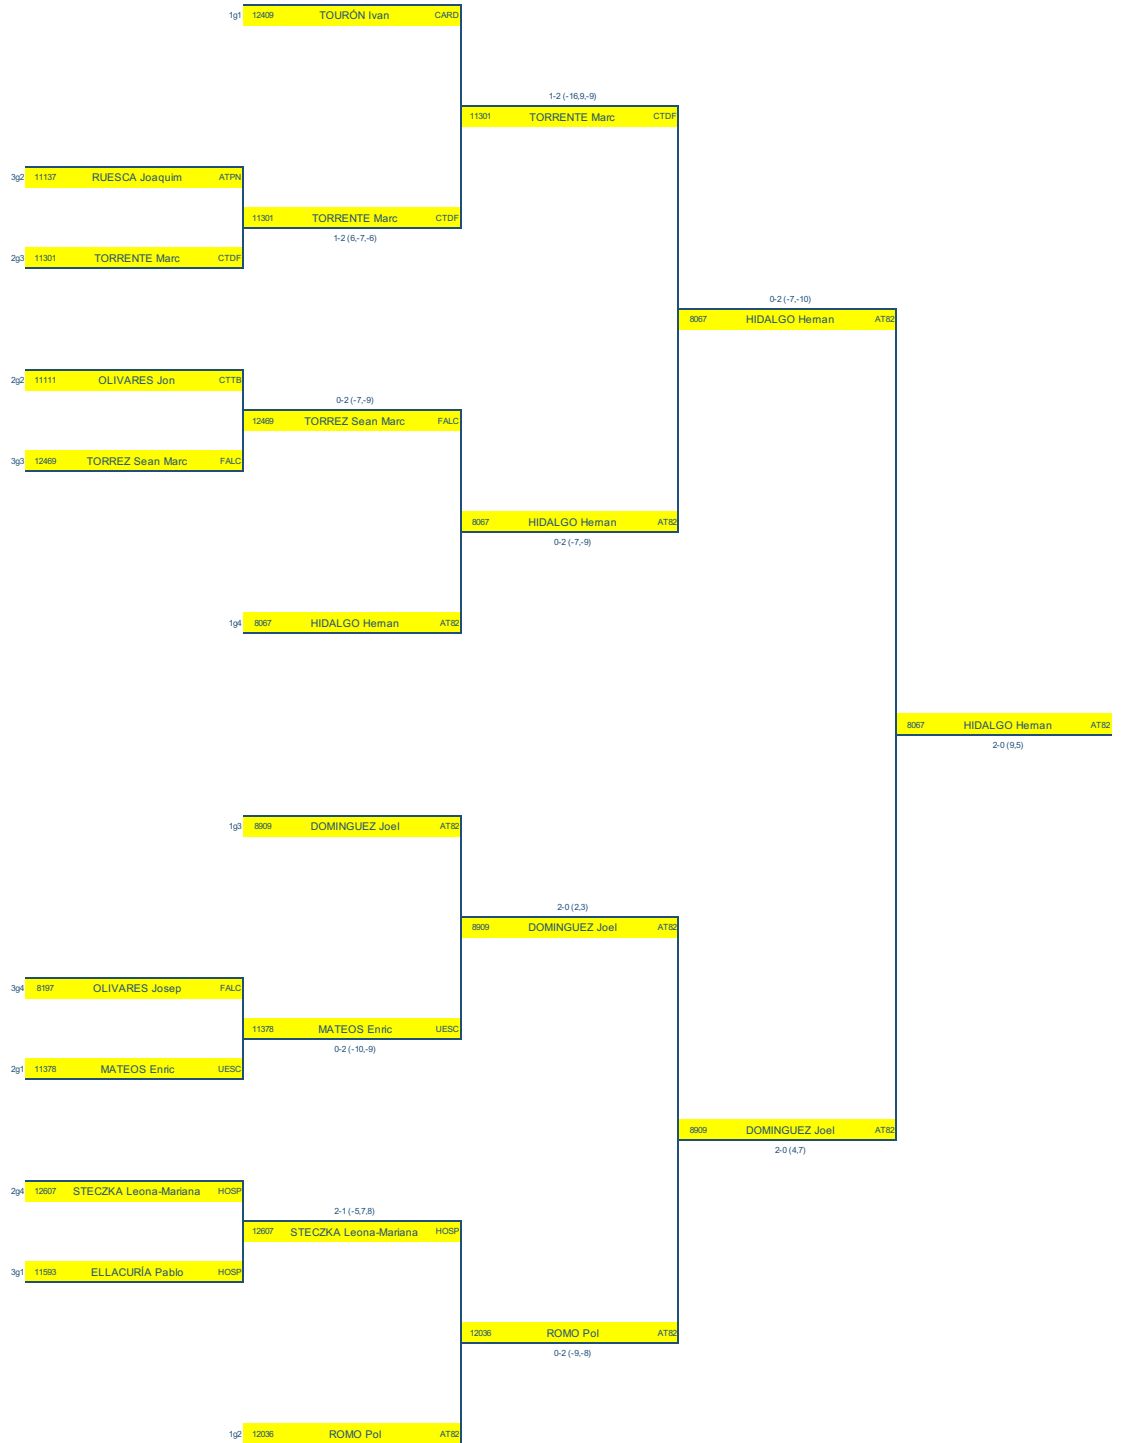 1g1 12409 TOURÓN Ivan CARD
1-2 (-16,9,-9)
11301 TORRENTE Marc CTDF
3g2 11137 RUESCA Joaquim ATPN
11301 TORRENTE Marc CTDF
1-2 (6,-7,-6)
2g3 11301 TORRENTE Marc CTDF
0-2 (-7,-10)
8067 HIDALGO Hernan AT82
2g2 11111 OLIVARES Jon CTTB
0-2 (-7,-9)
12469 TORREZ Sean Marc FALC
3g3 12469 TORREZ Sean Marc FALC
8067 HIDALGO Hernan AT82
0-2 (-7,-9)
1g4 8067 HIDALGO Hernan AT82
8067 HIDALGO Hernan AT82
2-0 (9,5)
1g3 8909 DOMINGUEZ Joel AT82
2-0 (2,3)
8909 DOMINGUEZ Joel AT82
3g4 8197 OLIVARES Josep FALC
11378 MATEOS Enric UESC
0-2 (-10,-9)
2g1 11378 MATEOS Enric UESC
8909 DOMINGUEZ Joel AT82
2-0 (4,7)
2g4 12607 STECZKA Leona-Mariana HOSP
2-1 (-5,7,8)
12607 STECZKA Leona-Mariana HOSP
3g1 11593 ELLACURÍA Pablo HOSP
12036 ROMO Pol AT82
0-2 (-9,-8)
1g2 12036 ROMO Pol AT82